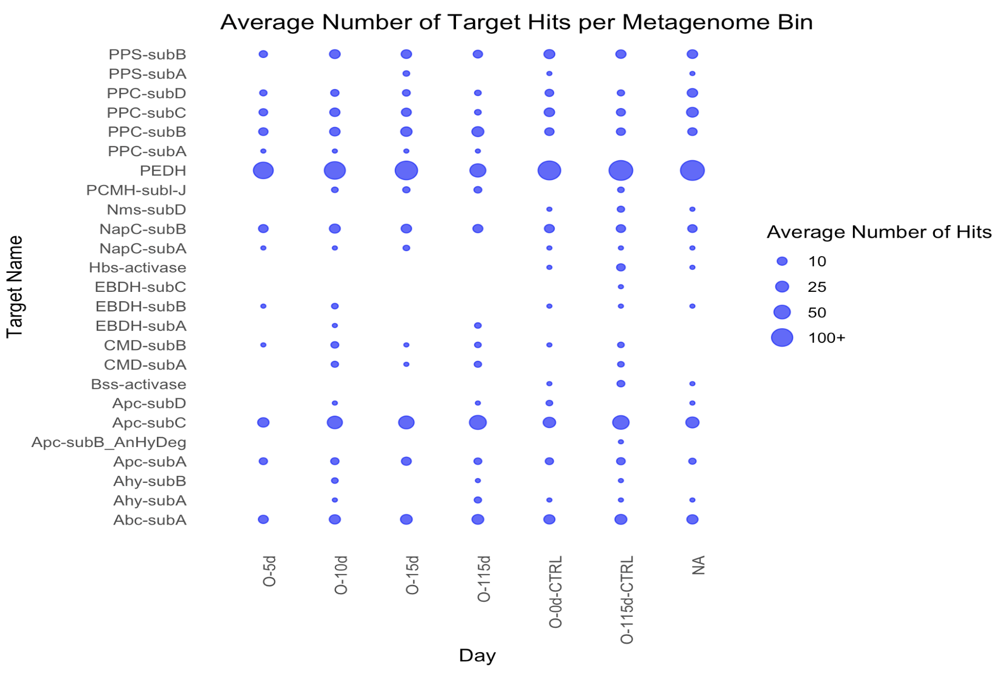 Average Number of Target Hits per Metagenome Bin
PPS-subB
PPS-subA
PPC-subD
PPC-subC
PPC-subB
PPC-subA
PEDH
PCMH-subI-J
Nms-subD
NapC-subB
NapC-subA
Hbs-activase
EBDH-subC
EBDH-subB
EBDH-subA
CMD-subB
CMD-subA
Bss-activase
Apc-subD
Apc-subC
Apc-subB_AnHyDeg
Apc-subA
Ahy-subB
Ahy-subA
Abc-subA
Target Name
O-5d
O-10d
O-15d
O-115d
O-0d-CTRL
O-115d-CTRL
NA
Day
Average Number of Hits
10
25
50
100+